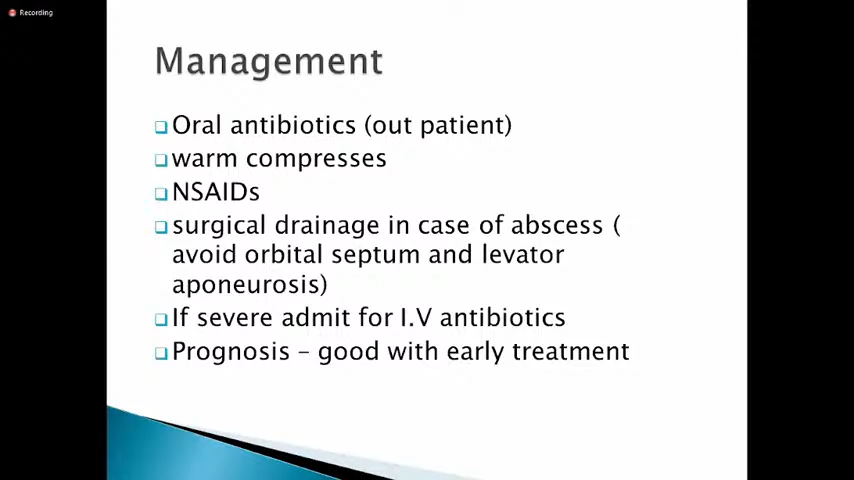 Recording
Management
Oral antibiotics (out patient)
warm compresses
NSAIDs
surgical drainage in case of abscess (
avoid orbital septum and levator
aponeurosis)
If severe admit for I.V antibiotics
Prognosis – good with early treatment